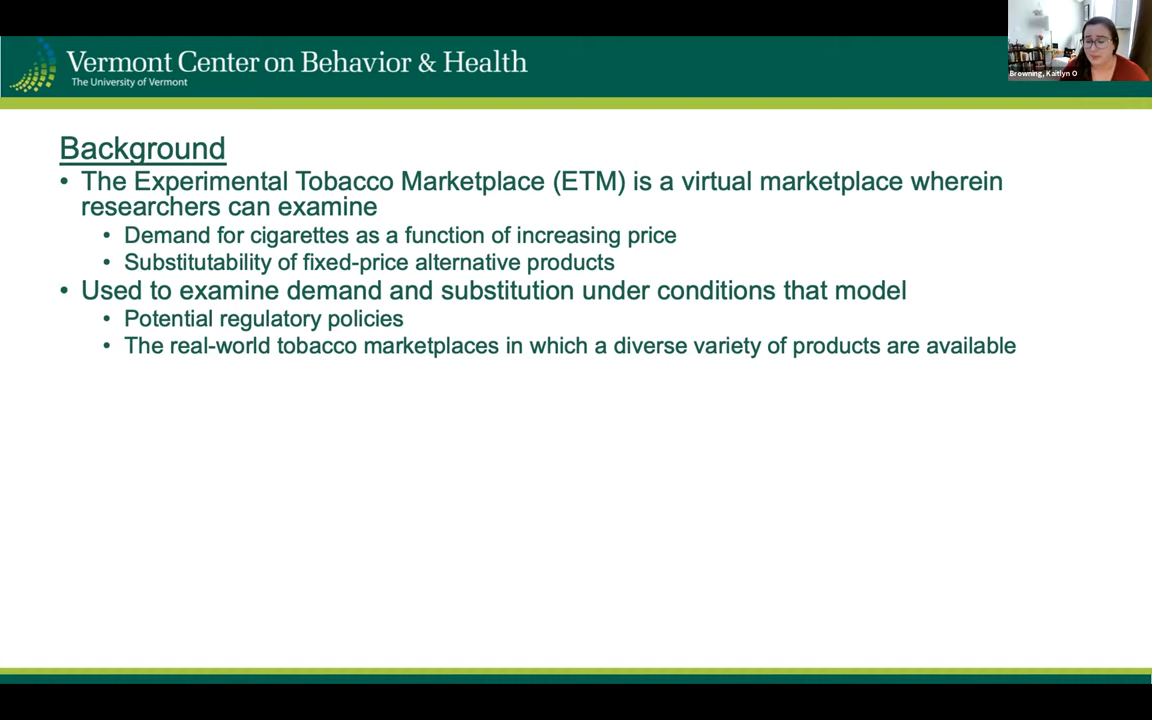 Vermont Center on Behavior & Health
The University of Vermont
Browning, Kaitlyn O
Background
• The Experimental Tobacco Marketplace (ETM) is a virtual marketplace wherein
researchers can examine
• Demand for cigarettes as a function of increasing price
• Substitutability of fixed-price alternative products
• Used to examine demand and substitution under conditions that model
• Potential regulatory policies
• The real-world tobacco marketplaces in which a diverse variety of products are available